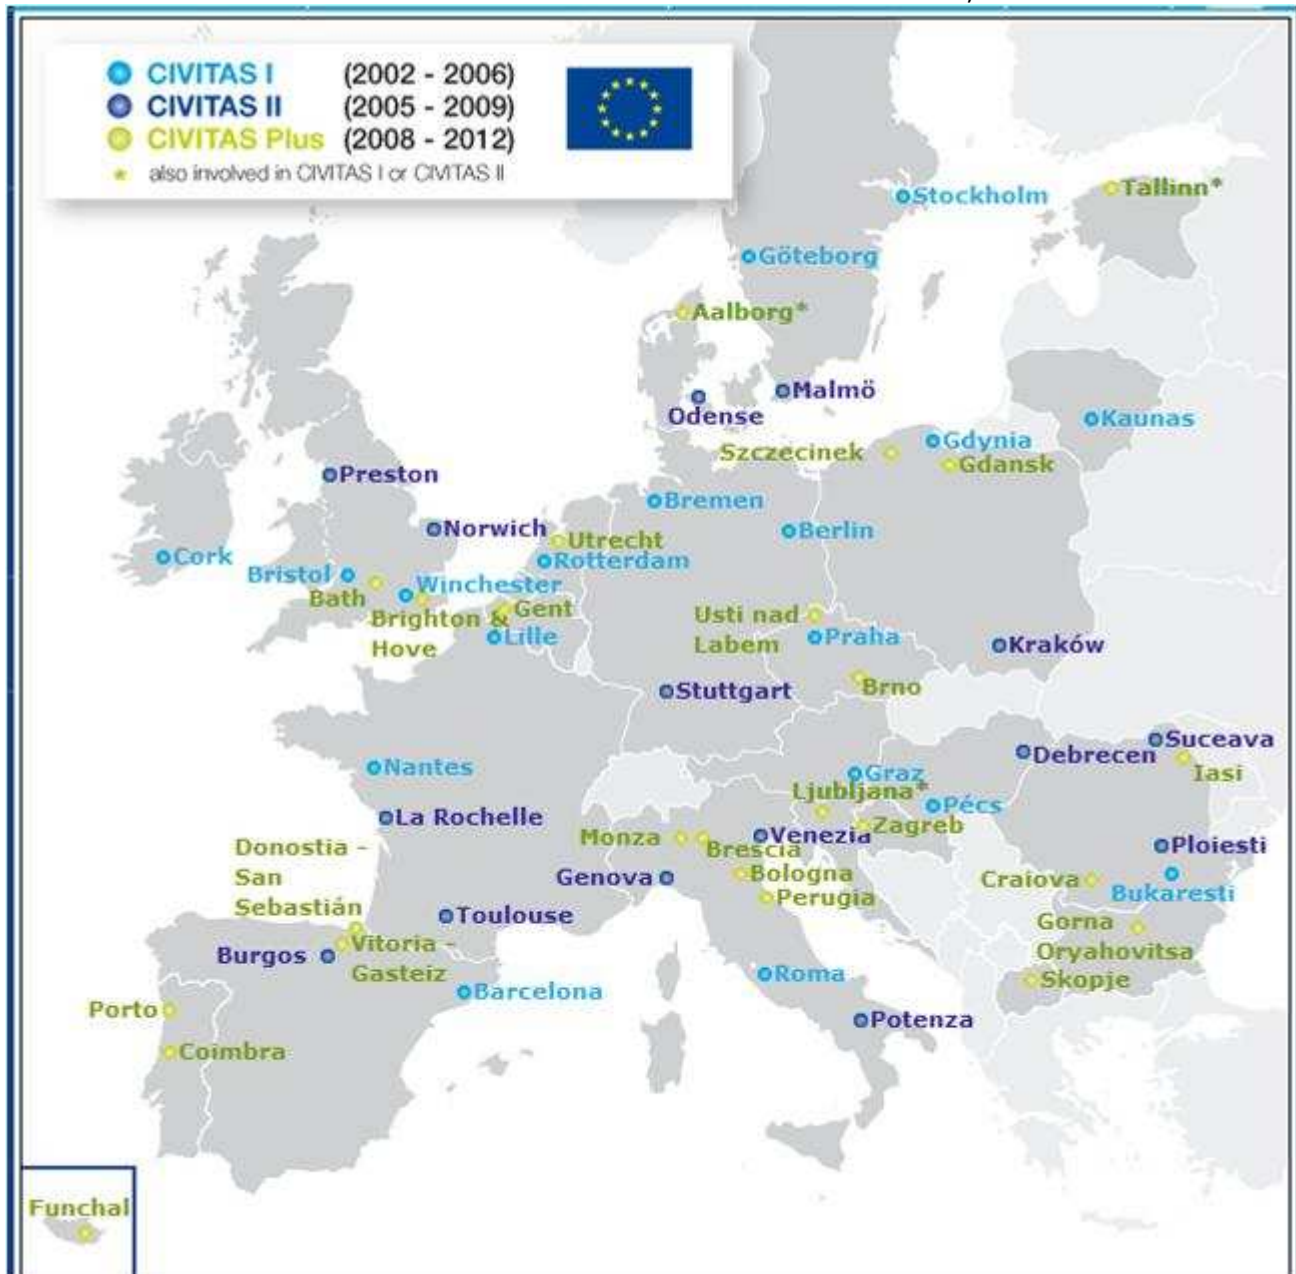 CIVITAS I (2002 - 2006)
CIVITAS II (2005 - 2009)
CIVITAS Plus (2008 - 2012)
* also involved in CIVITAS I or CIVITAS II
Stockholm
Tallinn*
Göteborg
Aalborg*
Malmö
Odense
Kaunas
Gdynia
Szczecinek
Gdansk
Preston
Bremen
Norwich
Berlin
Utrecht
Cork
Rotterdam
Bristol
Winchester
Bath
Gent
Brighton &
Hove
Lille
Usti nad
Labem
Praha
Kraków
Brno
Stuttgart
Suceava
Debrecen
Iasi
Nantes
Graz
Ljubljana*
Pécs
La Rochelle
Zagreb
Monza
Venezia
Brescia
Ploiesti
Donostia -
San
Sebastián
Bologna
Genova
Craiova
Bukaresti
Perugia
Toulouse
Gorna
Oryahovitsa
Vitoria -
Gasteiz
Burgos
Roma
Skopje
Barcelona
Porto
Potenza
Coimbra
Funchal